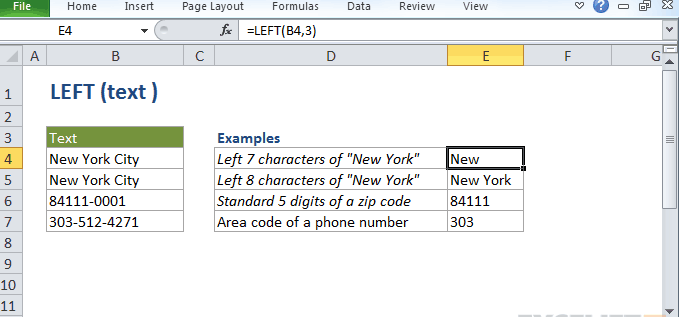 File Home Insert Page Layout Formulas Data Review View
E4 fx =LEFT(B4,3)
A B C D E F G
1 LEFT (text )
2
3 Text Examples
4 New York City Left 7 characters of "New York" New
5 New York City Left 8 characters of "New York" New York
6 84111-0001 Standard 5 digits of a zip code 84111
7 303-512-4271 Area code of a phone number 303
8
9
10
11